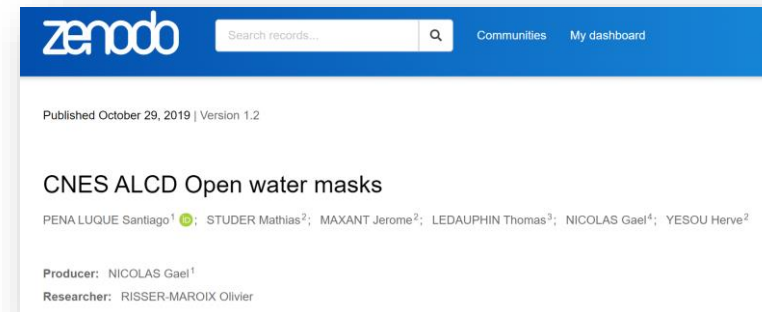 zenodo Search records... Communities My dashboard
Published October 29, 2019 | Version 1.2
CNES ALCD Open water masks
PENA LUQUE Santiago¹ iD; STUDER Mathias²; MAXANT Jerome²; LEDAUPHIN Thomas³; NICOLAS Gael⁴; YESOU Herve²
Producer: NICOLAS Gael¹
Researcher: RISSER-MAROIX Olivier